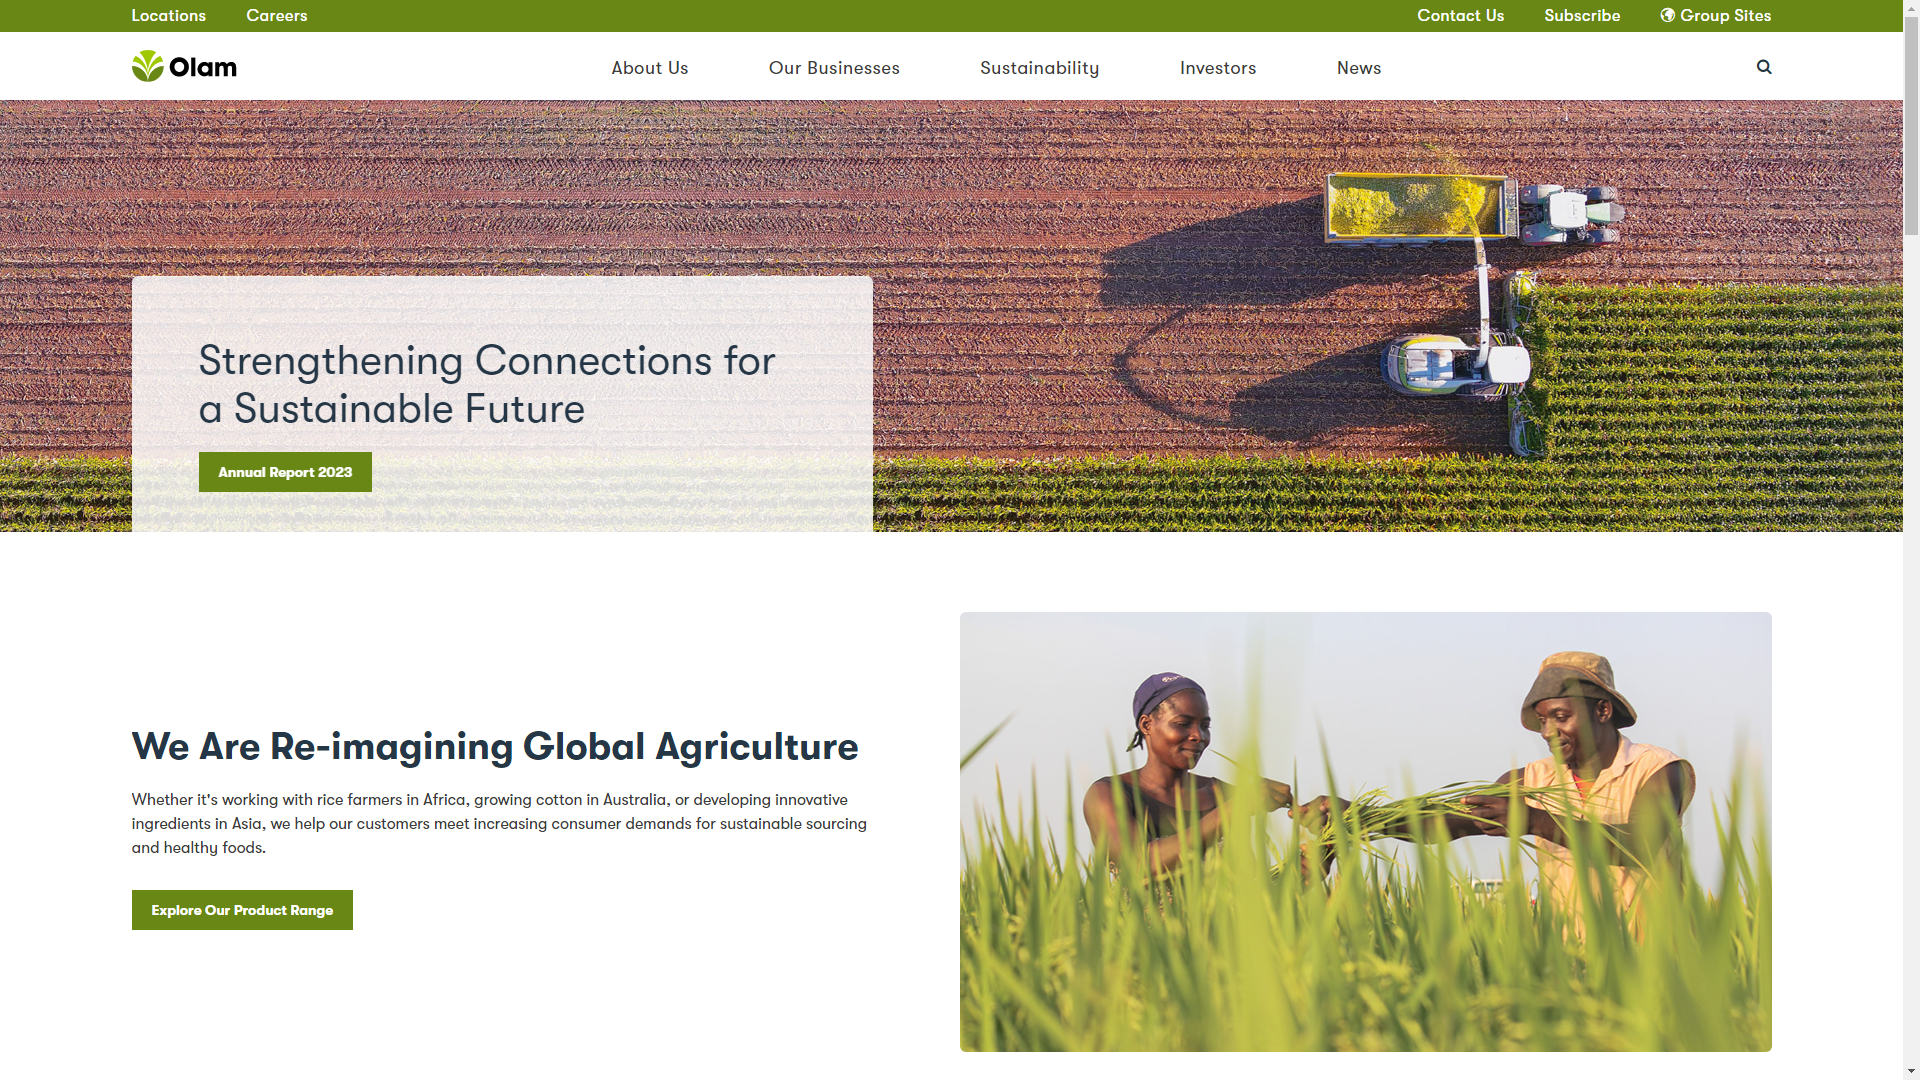 Locations Careers Contact Us Subscribe Group Sites
Olam About Us Our Businesses Sustainability Investors News
Strengthening Connections for
a Sustainable Future
Annual Report 2023
We Are Re-imagining Global Agriculture
Whether it's working with rice farmers in Africa, growing cotton in Australia, or developing innovative
ingredients in Asia, we help our customers meet increasing consumer demands for sustainable sourcing
and healthy foods.
Explore Our Product Range